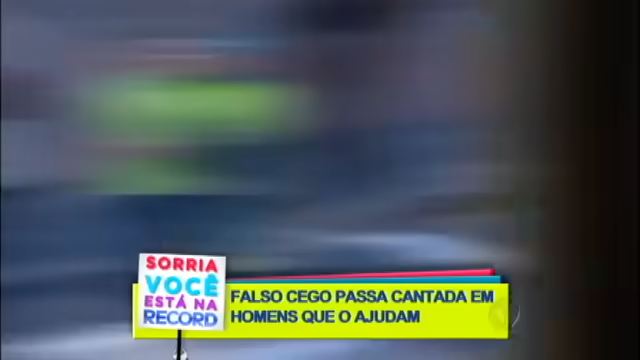 SORRIA
VOCÊ
ESTÁ NA
RECORD
FALSO CEGO PASSA CANTADA EM
HOMENS QUE O AJUDAM